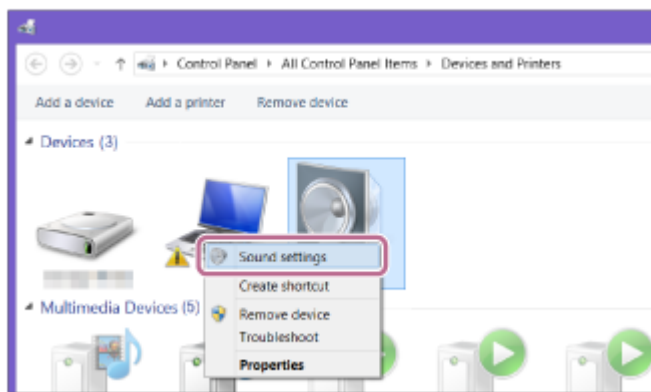 Control Panel All Control Panel Items Devices and Printers
Add a device Add a printer Remove device
Devices (3)
Sound settings
Create shortcut
Multimedia Devices (5)
Remove device
Troubleshoot
Properties